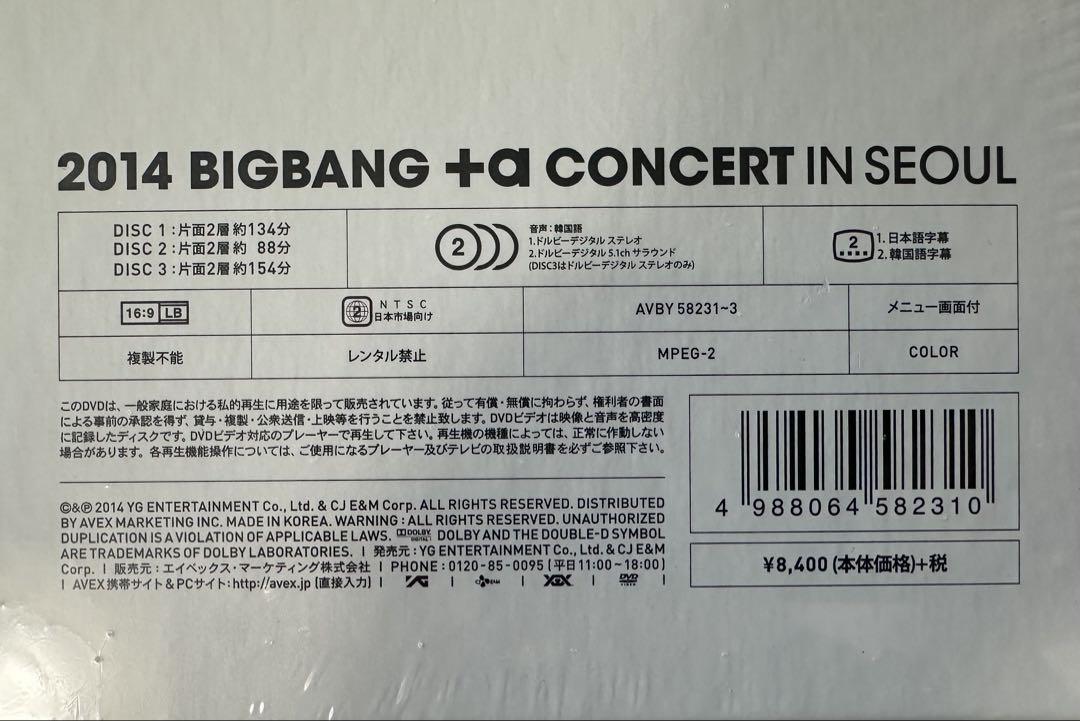 2014 BIGBANG +α CONCERT IN SEOUL
DISC 1 : 片面2層 約134分
DISC 2 : 片面2層 約 88分
DISC 3 : 片面2層 約154分
2
音声 : 韓国語
1.ドルビーデジタル ステレオ
2.ドルビーデジタル 5.1ch サラウンド
(DISC3はドルビーデジタル ステレオのみ)
2
1. 日本語字幕
2. 韓国語字幕
16:9 LB
2
NTSC
日本市場向け
AVBY 58231~3
メニュー画面付
複製不能
レンタル禁止
MPEG-2
COLOR
このDVDは、一般家庭における私的再生に用途を限って販売されています。従って有償・無償に拘わらず、権利者の書面
による事前の承認を得ず、貸与・複製・公衆送信・上映等を行うことを禁止致します。DVDビデオは映像と音声を高密度
に記録したディスクです。DVDビデオ対応のプレーヤーで再生して下さい。再生機の機種によっては、正常に作動しない
場合があります。各再生機能操作については、ご使用になるプレーヤー及びテレビの取扱説明書を必ずご参照下さい。
©&℗ 2014 YG ENTERTAINMENT Co., Ltd. & CJ E&M Corp. ALL RIGHTS RESERVED. DISTRIBUTED
BY AVEX MARKETING INC. MADE IN KOREA. WARNING : ALL RIGHTS RESERVED. UNAUTHORIZED
DUPLICATION IS A VIOLATION OF APPLICABLE LAWS. DOLBY DIGITAL DOLBY AND THE DOUBLE-D SYMBOL
ARE TRADEMARKS OF DOLBY LABORATORIES. | 発売元 : YG ENTERTAINMENT Co., Ltd. & CJ E&M
Corp. | 販売元 : エイベックス・マーケティング株式会社 | PHONE : 0120-85-0095 (平日11:00~18:00)
| AVEX携帯サイト&PCサイト:http://avex.jp (直接入力) | YG | CJ E&M | YGEX | DVD VIDEO |
4 988064 582310
¥8,400 (本体価格)+税